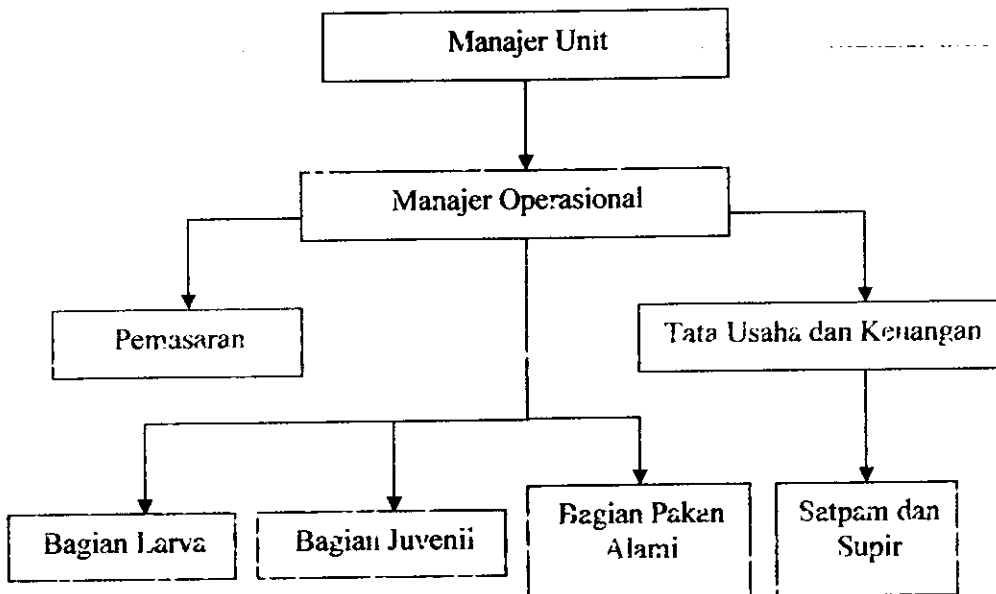 Manajer Unit
Manajer Operasional
Pemasaran
Tata Usaha dan Keuangan
Bagian Larva
Bagian Juvenil
Bagian Pakan
Alami
Satpam dan
Supir